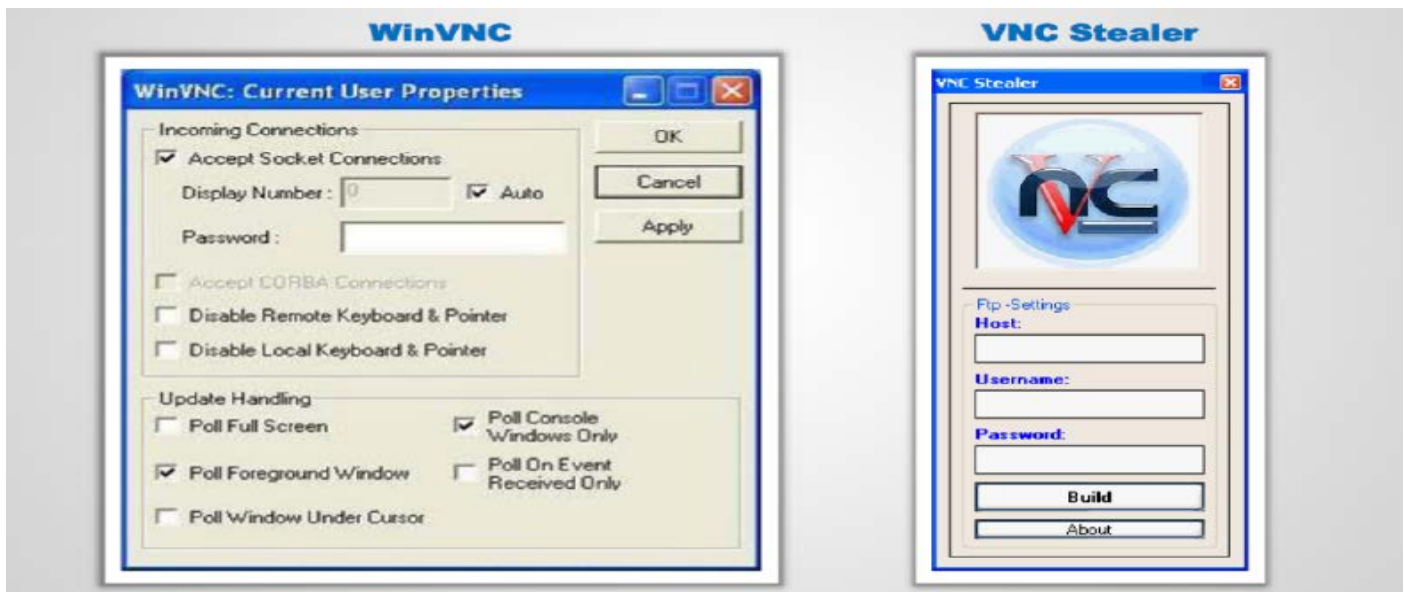 WinVNC
WinVNC: Current User Properties
Incoming Connections
Accept Socket Connections
Display Number : 0 Auto
Password :
Accept CORBA Connections
Disable Remote Keyboard & Pointer
Disable Local Keyboard & Pointer
OK
Cancel
Apply
Update Handling
Poll Full Screen
Poll Console
Windows Only
Poll Foreground Window
Poll On Event
Received Only
Poll Window Under Cursor
VNC Stealer
VNC Stealer
VNC
Ftp -Settings
Host:
Username:
Password:
Build
About